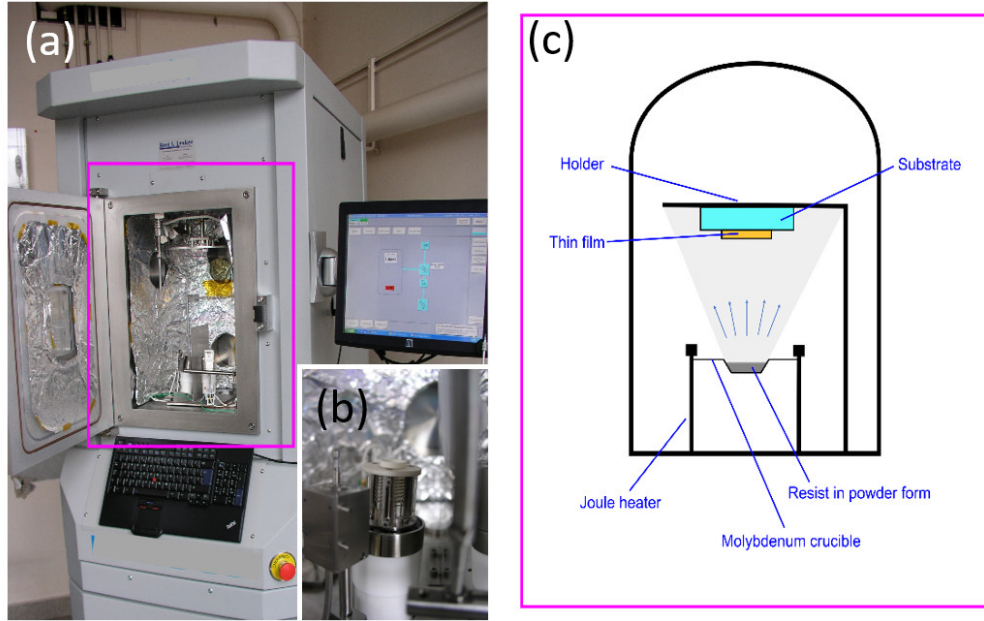 (a)
(b)
(c)
Holder
Substrate
Thin film
Joule heater
Resist in powder form
Molybdenum crucible